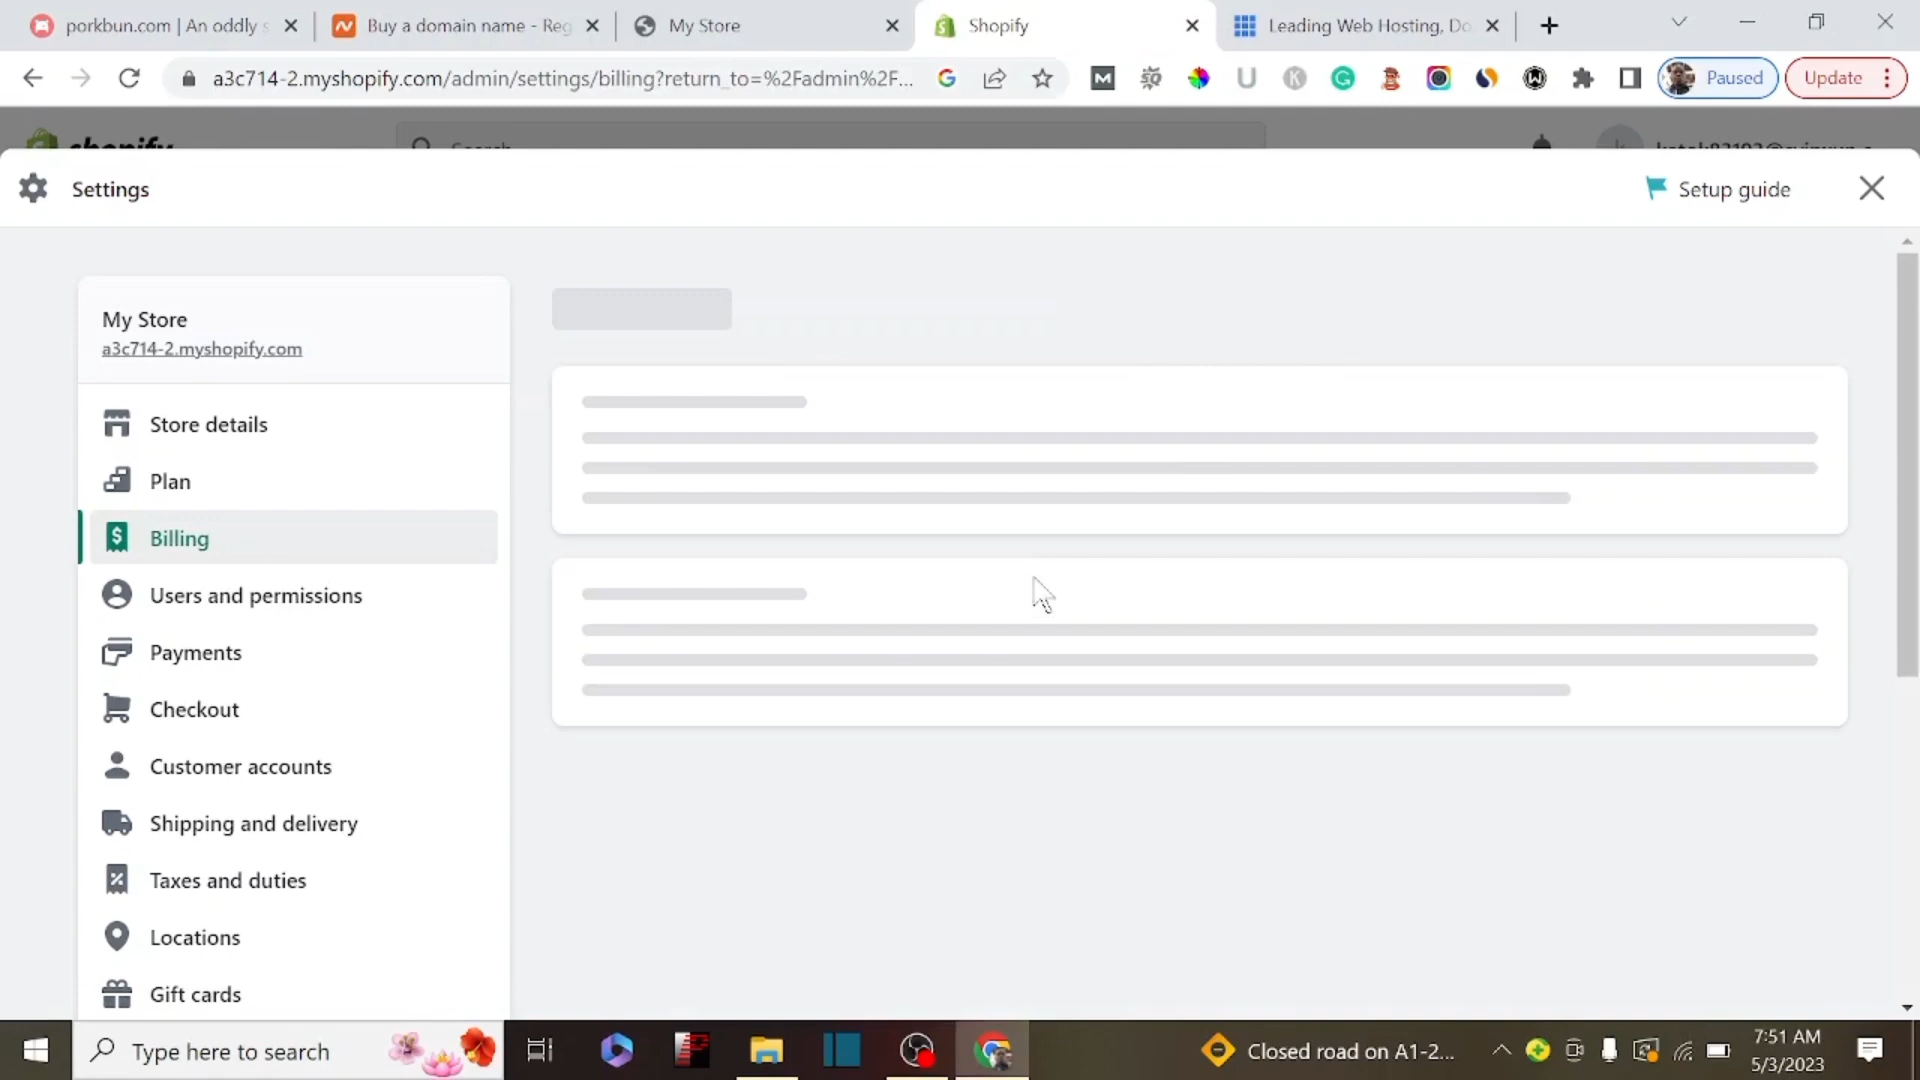 porkbun.com | An oddly s
Buy a domain name - Reg
My Store
Shopify
Leading Web Hosting, Do
a3c714-2.myshopify.com/admin/settings/billing?return_to=%2Fadmin%2F...
Paused
Update
shopify
Search
Settings
Setup guide
My Store
a3c714-2.myshopify.com
Store details
Plan
Billing
Users and permissions
Payments
Checkout
Customer accounts
Shipping and delivery
Taxes and duties
Locations
Gift cards
Type here to search
Closed road on A1-2...
7:51 AM
5/3/2023